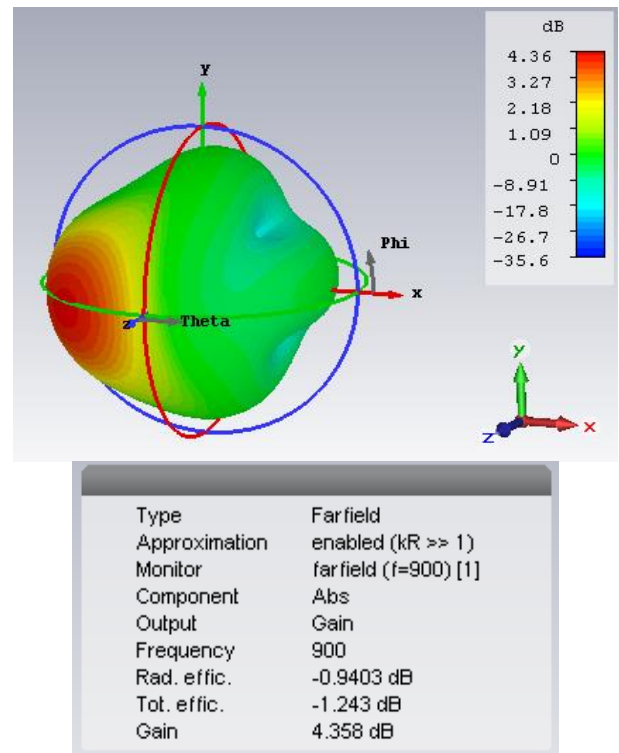 dB
4.36
3.27
2.18
1.09
0
-8.91
-17.8
-26.7
-35.6
y
Phi
x
z
Theta
y
z
x
Type Farfield
Approximation enabled (kR >> 1)
Monitor farfield (f=900) [1]
Component Abs
Output Gain
Frequency 900
Rad. effic. -0.9403 dB
Tot. effic. -1.243 dB
Gain 4.358 dB